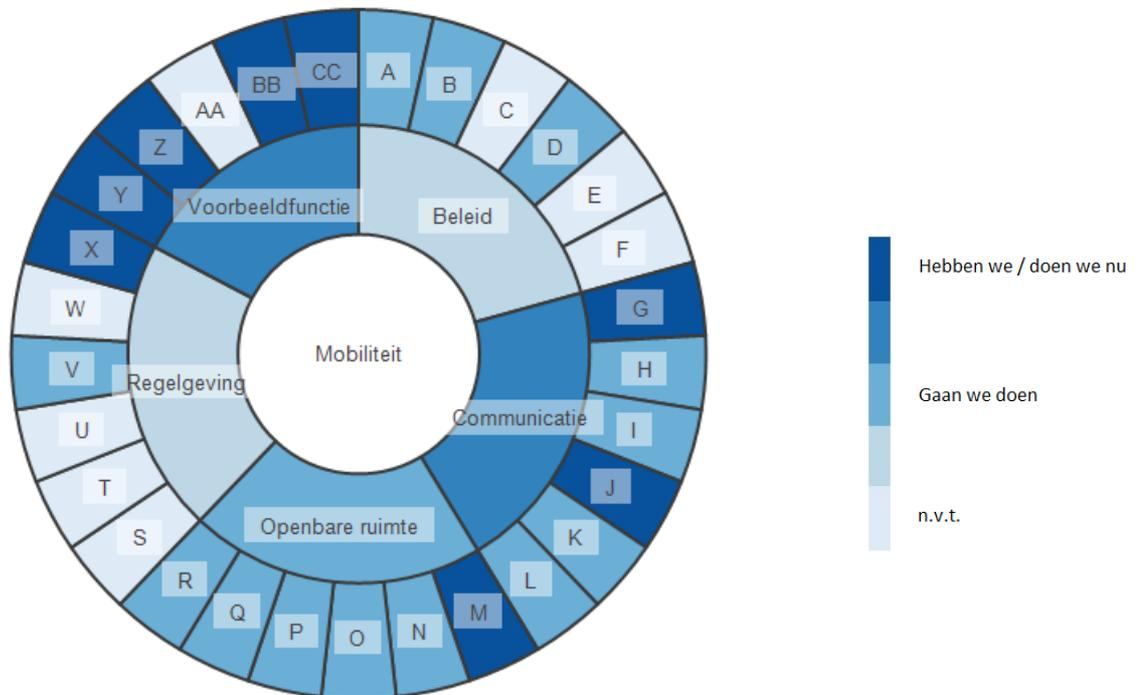 A
B
C
D
E
F
G
H
I
J
K
L
M
N
O
P
Q
R
S
T
U
V
W
X
Y
Z
AA
BB
CC
Beleid
Communicatie
Openbare ruimte
Regelgeving
Voorbeeldfunctie
Mobiliteit
Hebben we / doen we nu
Gaan we doen
n.v.t.